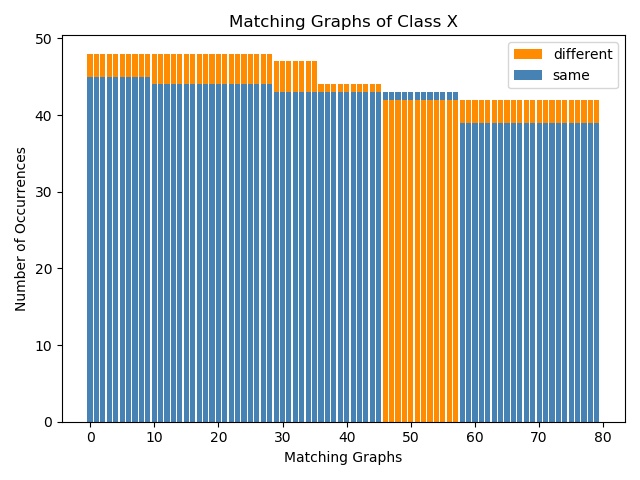 Matching Graphs of Class X
different
same
Number of Occurrences
50
40
30
20
10
0
0 10 20 30 40 50 60 70 80
Matching Graphs